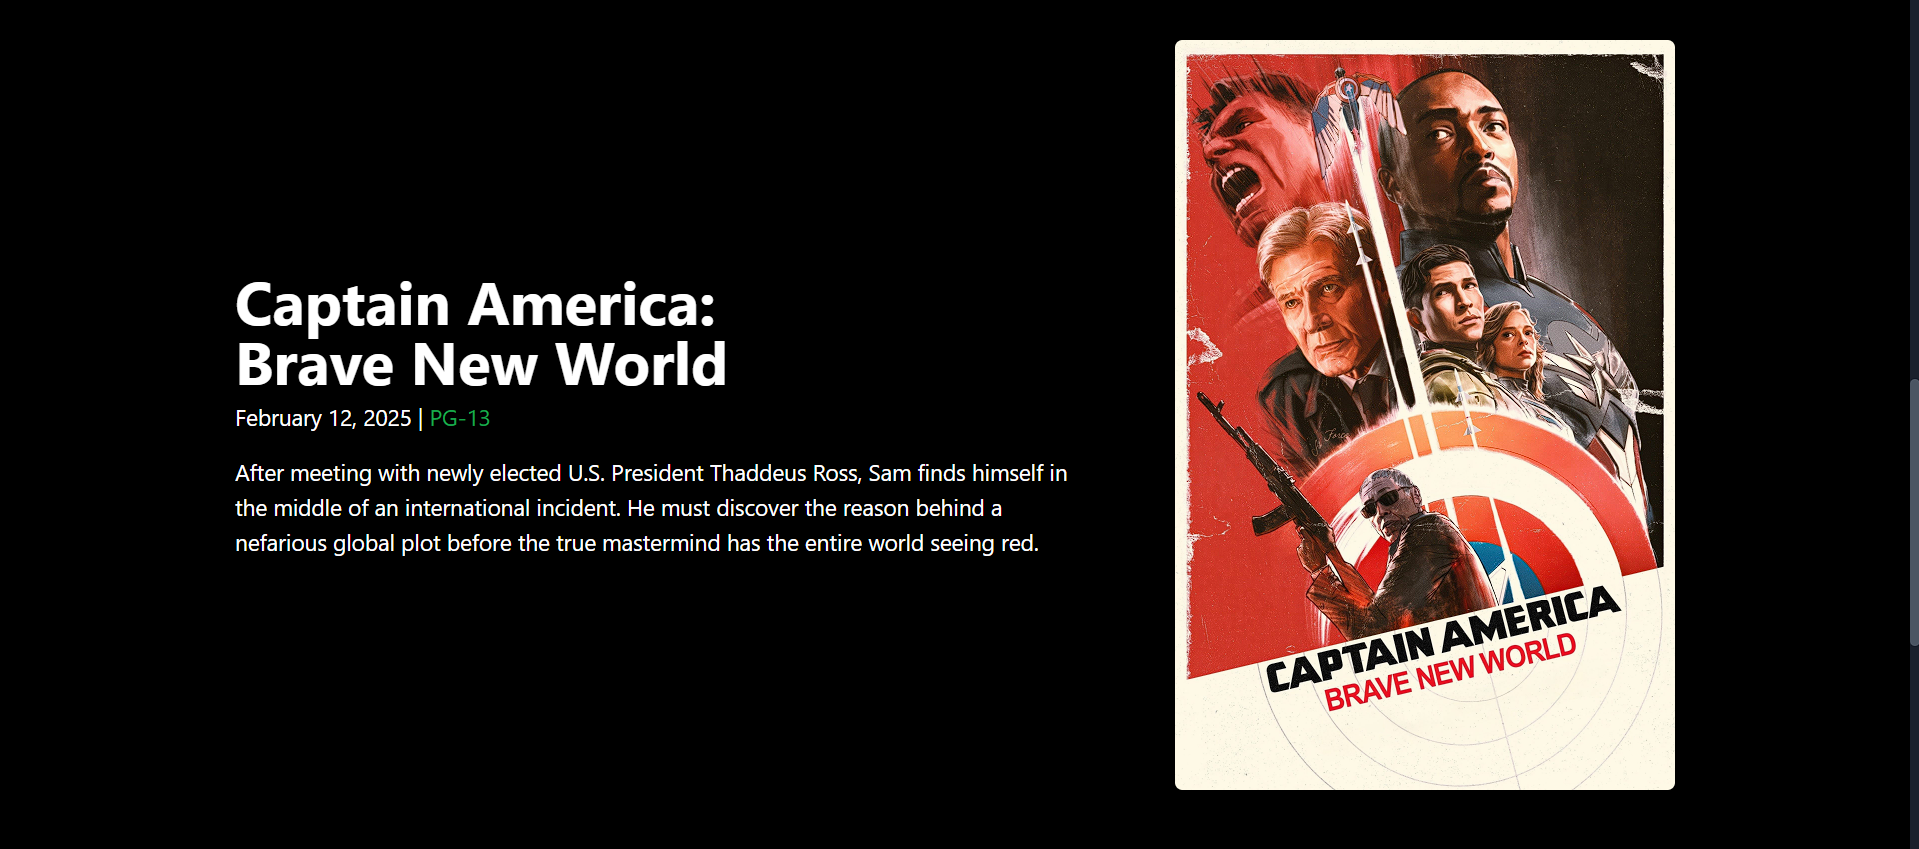 Captain America:
Brave New World
February 12, 2025 | PG-13
After meeting with newly elected U.S. President Thaddeus Ross, Sam finds himself in
the middle of an international incident. He must discover the reason behind a
nefarious global plot before the true mastermind has the entire world seeing red.
CAPTAIN AMERICA
BRAVE NEW WORLD